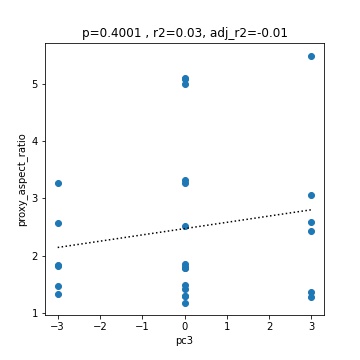 p=0.4001 , r2=0.03, adj_r2=-0.01
5
4
3
2
1
proxy_aspect_ratio
−3 −2 −1 0 1 2 3
pc3